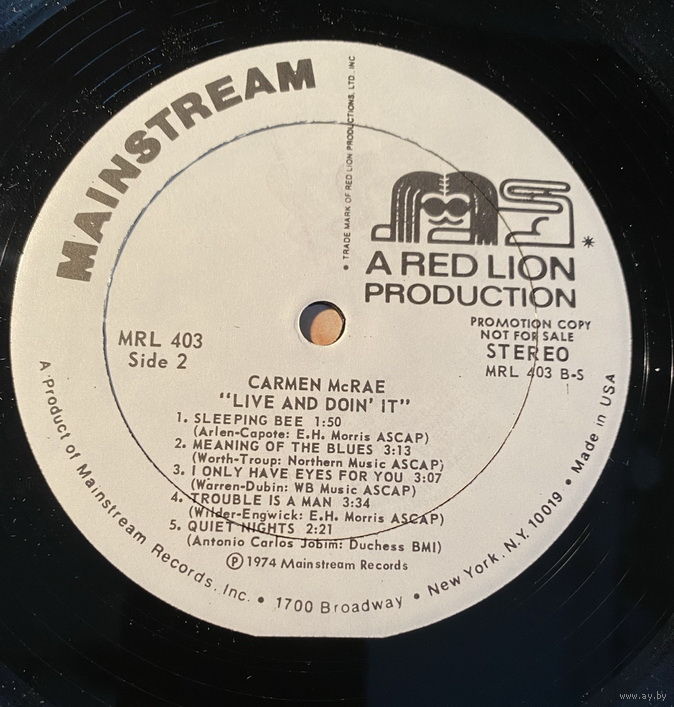 MAINSTREAM
• TRADE MARK OF RED LION PRODUCTIONS, LTD., INC
*
A RED LION
PRODUCTION
PROMOTION COPY
NOT FOR SALE
STEREO
MRL 403 B-S
MRL 403
Side 2
CARMEN McRAE
"LIVE AND DOIN' IT"
1. SLEEPING BEE 1:50
(Arlen-Capote: E.H. Morris ASCAP)
2. MEANING OF THE BLUES 3:13
(Worth-Troup: Northern Music ASCAP)
3. I ONLY HAVE EYES FOR YOU 3:07
(Warren-Dubin: WB Music ASCAP)
4. TROUBLE IS A MAN 3:34
(Wilder-Engwick: E.H. Morris ASCAP)
5. QUIET NIGHTS 2:21
(Antonio Carlos Jobim: Duchess BMI)
Ⓟ 1974 Mainstream Records
A Product of Mainstream Records, Inc. • 1700 Broadway • New York, N.Y. 10019 • Made in USA
www.ay.by